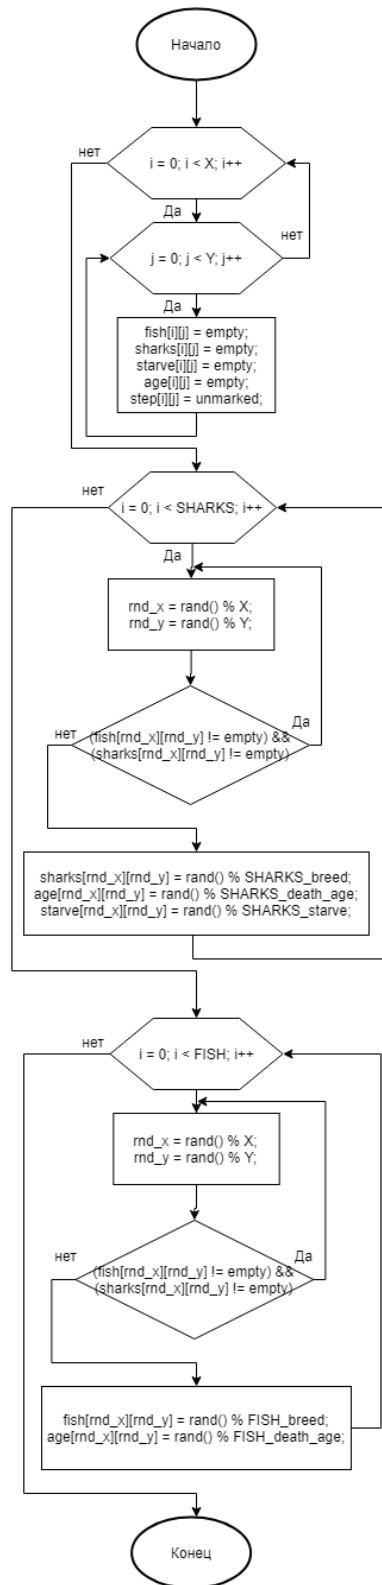 Начало
нет
i = 0; i < X; i++
Да
нет
j = 0; j < Y; j++
Да
fish[i][j] = empty;
sharks[i][j] = empty;
starve[i][j] = empty;
age[i][j] = empty;
step[i][j] = unmarked;
нет
i = 0; i < SHARKS; i++
Да
rnd_x = rand() % X;
rnd_y = rand() % Y;
Да
нет
(fish[rnd_x][rnd_y] != empty) &&
(sharks[rnd_x][rnd_y] != empty)
sharks[rnd_x][rnd_y] = rand() % SHARKS_breed;
age[rnd_x][rnd_y] = rand() % SHARKS_death_age;
starve[rnd_x][rnd_y] = rand() % SHARKS_starve;
нет
i = 0; i < FISH; i++
rnd_x = rand() % X;
rnd_y = rand() % Y;
нет
Да
(fish[rnd_x][rnd_y] != empty) &&
(sharks[rnd_x][rnd_y] != empty)
fish[rnd_x][rnd_y] = rand() % FISH_breed;
age[rnd_x][rnd_y] = rand() % FISH_death_age;
Конец